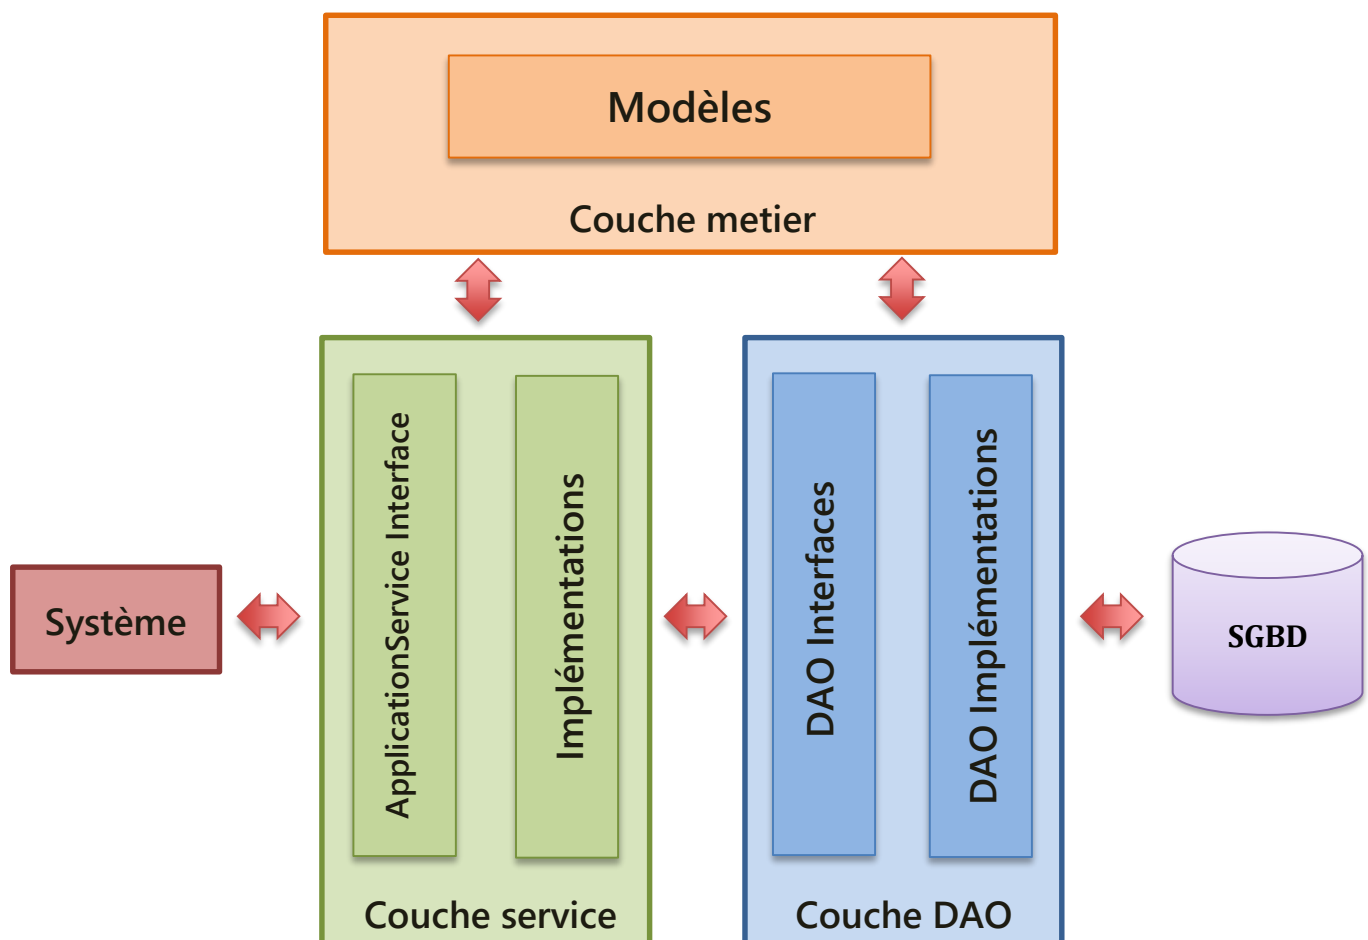 Modèles
Couche metier
ApplicationService Interface
Implémentations
DAO Interfaces
DAO Implémentations
Système
SGBD
Couche service
Couche DAO